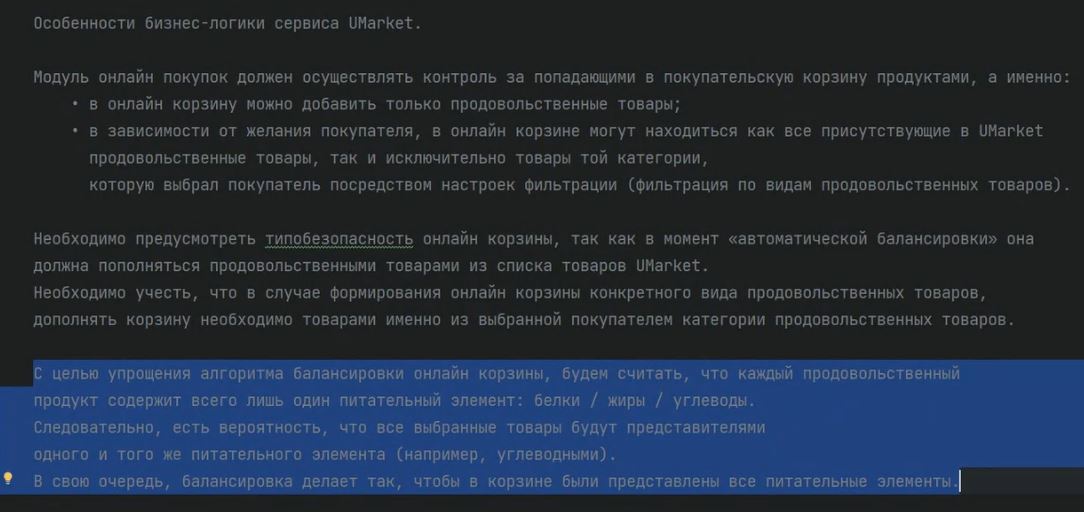 Особенности бизнес-логики сервиса UMarket.
Модуль онлайн покупок должен осуществлять контроль за попадающими в покупательскую корзину продуктами, а именно:
• в онлайн корзину можно добавить только продовольственные товары;
• в зависимости от желания покупателя, в онлайн корзине могут находиться как все присутствующие в UMarket
продовольственные товары, так и исключительно товары той категории,
которую выбрал покупатель посредством настроек фильтрации (фильтрация по видам продовольственных товаров).
Необходимо предусмотреть типобезопасность онлайн корзины, так как в момент «автоматической балансировки» она
должна пополняться продовольственными товарами из списка товаров UMarket.
Необходимо учесть, что в случае формирования онлайн корзины конкретного вида продовольственных товаров,
дополнять корзину необходимо товарами именно из выбранной покупателем категории продовольственных товаров.
С целью упрощения алгоритма балансировки онлайн корзины, будем считать, что каждый продовольственный
продукт содержит всего лишь один питательный элемент: белки / жиры / углеводы.
Следовательно, есть вероятность, что все выбранные товары будут представителями
одного и того же питательного элемента (например, углеводными).
В свою очередь, балансировка делает так, чтобы в корзине были представлены все питательные элементы.